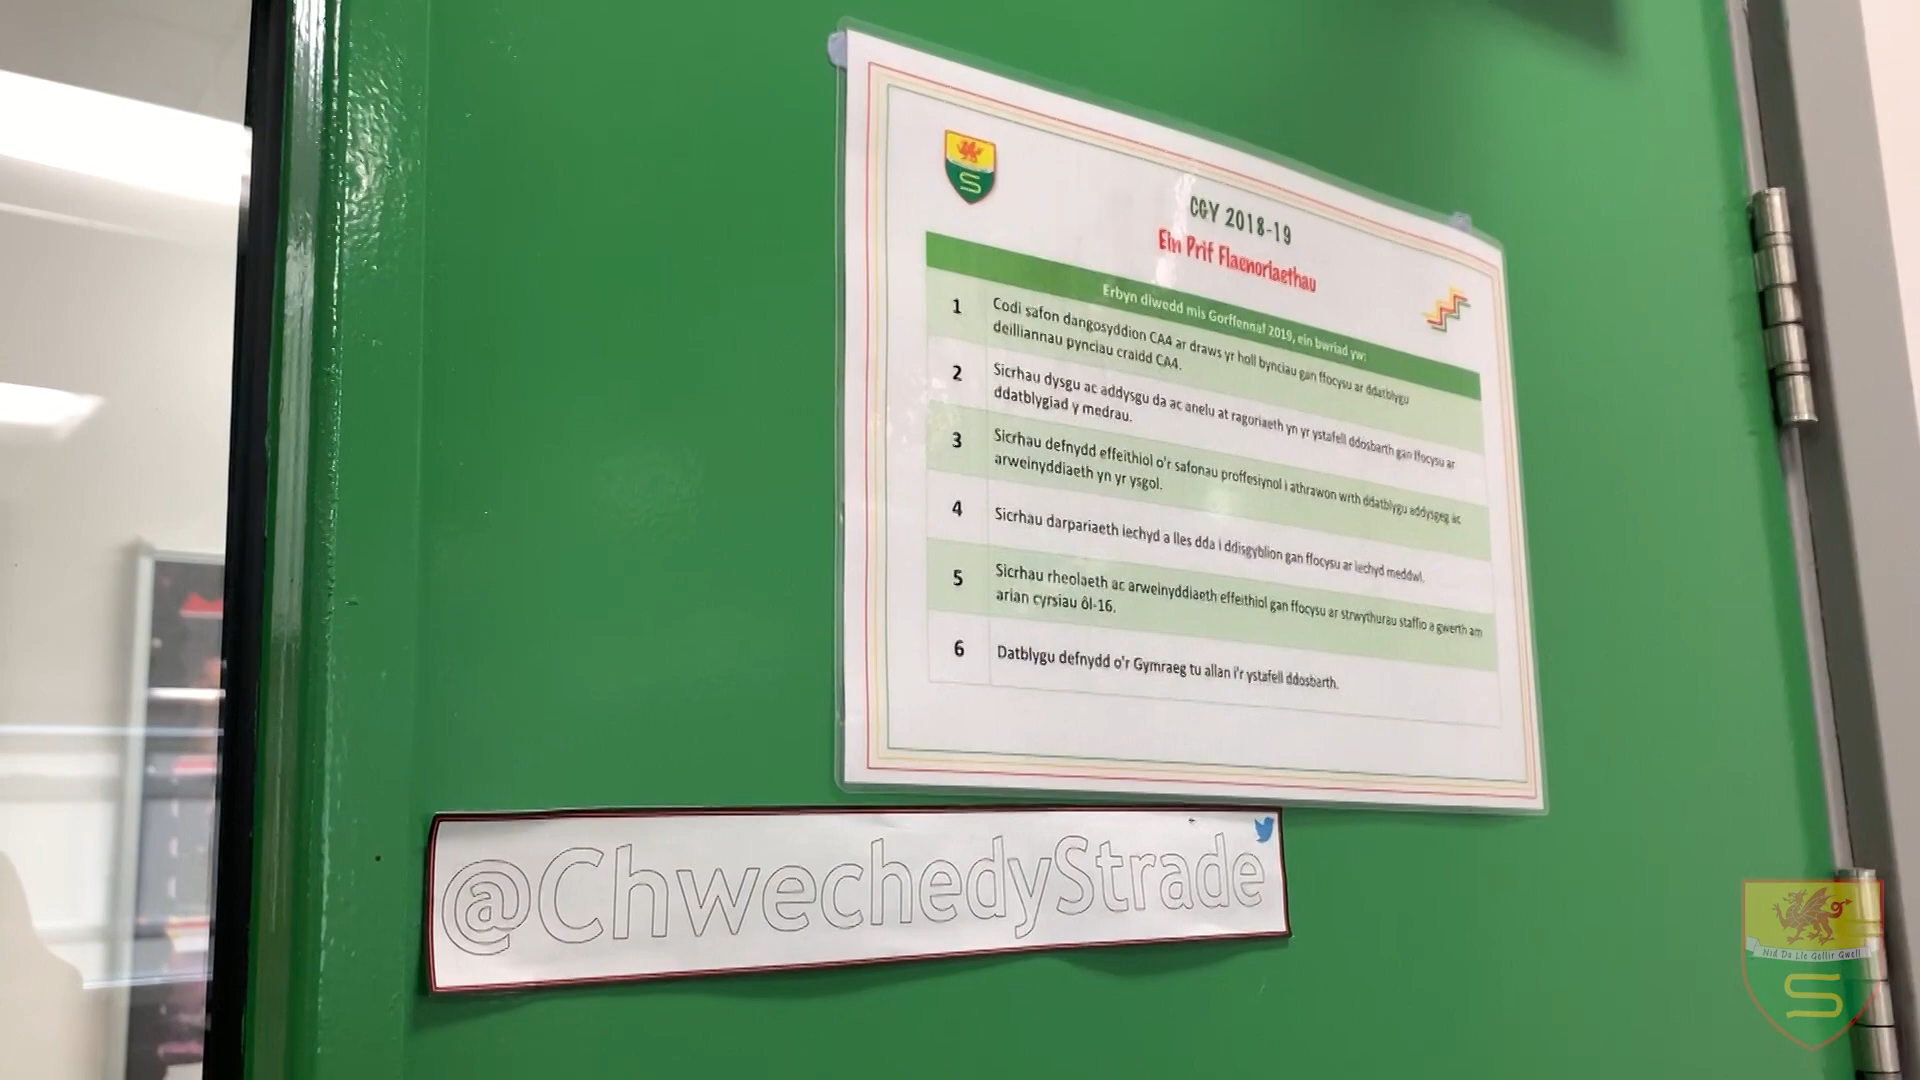 CGY 2018-19
Ein Prif Flaenoriaethau
Erbyn diwedd mis Gorffennaf 2019, ein bwriad yw:
1 Codi safon dangosyddion CA4 ar draws yr holl bynciau gan ffocysu ar ddatblygu
deilliannau pynciau craidd CA4.
2 Sicrhau dysgu ac addysgu da ac anelu at ragoriaeth yn yr ystafell ddosbarth gan ffocysu ar
ddatblygiad y medrau.
3 Sicrhau defnydd effeithiol o'r safonau proffesiynol i athrawon wrth ddatblygu addysgeg ac
arweinyddiaeth yn yr ysgol.
4 Sicrhau darpariaeth iechyd a lles dda i ddisgyblion gan ffocysu ar iechyd meddwl.
5 Sicrhau rheolaeth ac arweinyddiaeth effeithiol gan ffocysu ar strwythurau staffio a gwerth am
arian cyrsiau ôl-16.
6 Datblygu defnydd o'r Gymraeg tu allan i'r ystafell ddosbarth.
@ChwechedyStrade
Nid Da Lle Gellir Gwell
S